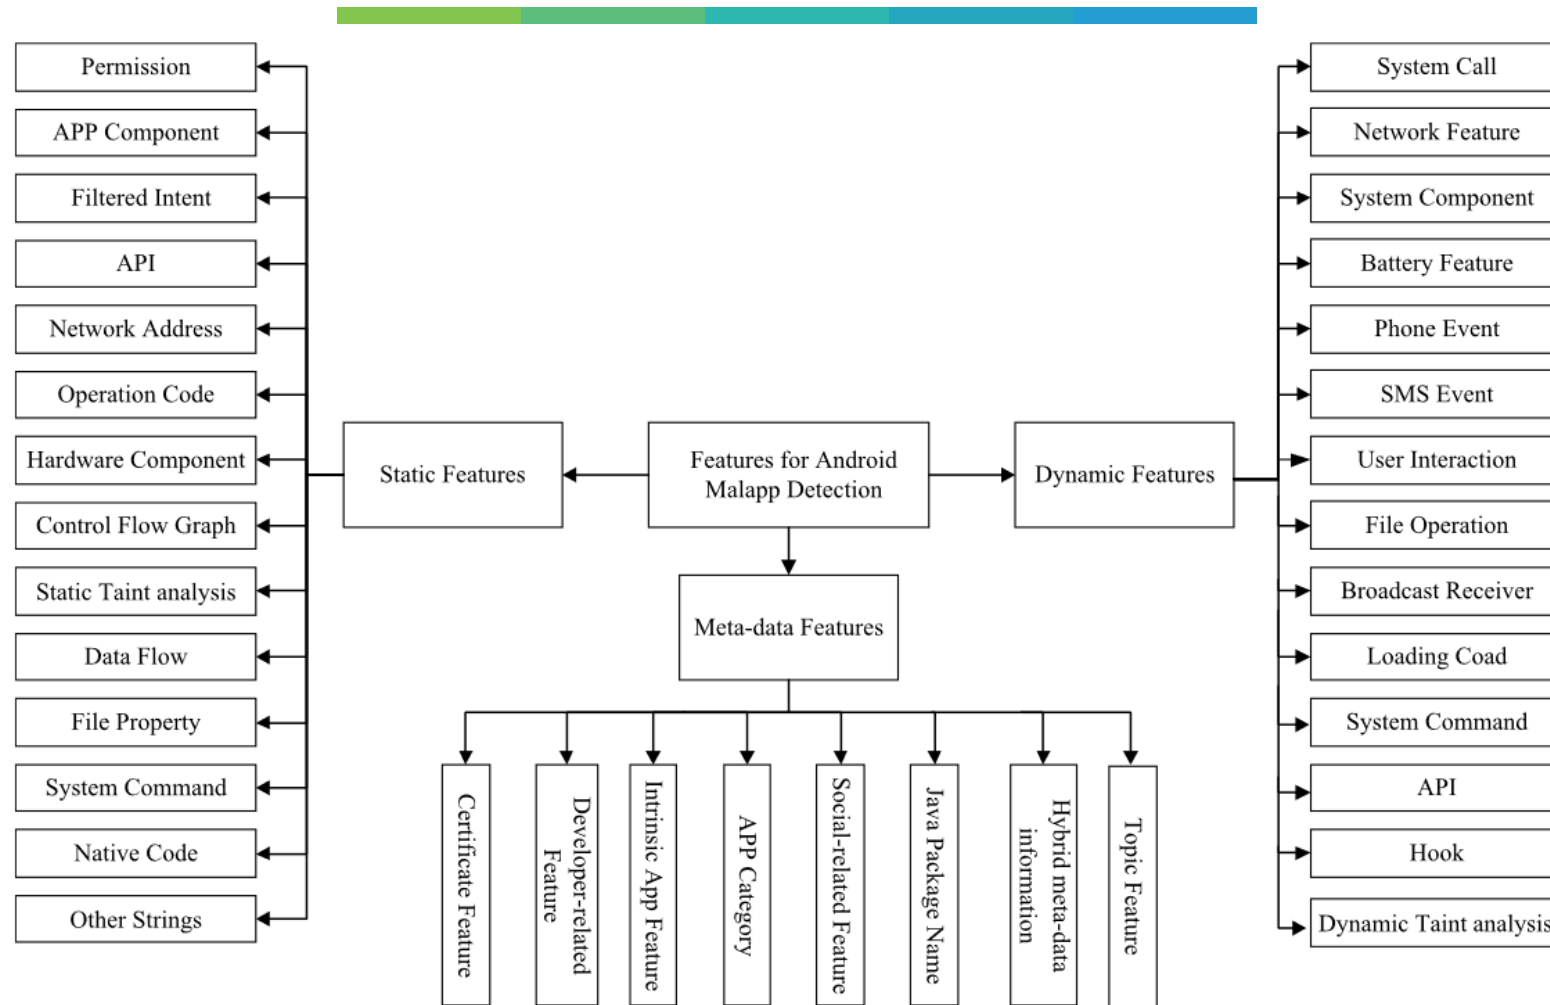 Permission
APP Component
Filtered Intent
API
Network Address
Operation Code
Hardware Component
Control Flow Graph
Static Taint analysis
Data Flow
File Property
System Command
Native Code
Other Strings
Static Features
Features for Android
Malapp Detection
Dynamic Features
Meta-data Features
Certificate Feature
Developer-related
Feature
Intrinsic App Feature
APP Category
Social-related Feature
Java Package Name
Hybrid meta-data
information
Topic Feature
System Call
Network Feature
System Component
Battery Feature
Phone Event
SMS Event
User Interaction
File Operation
Broadcast Receiver
Loading Coad
System Command
API
Hook
Dynamic Taint analysis